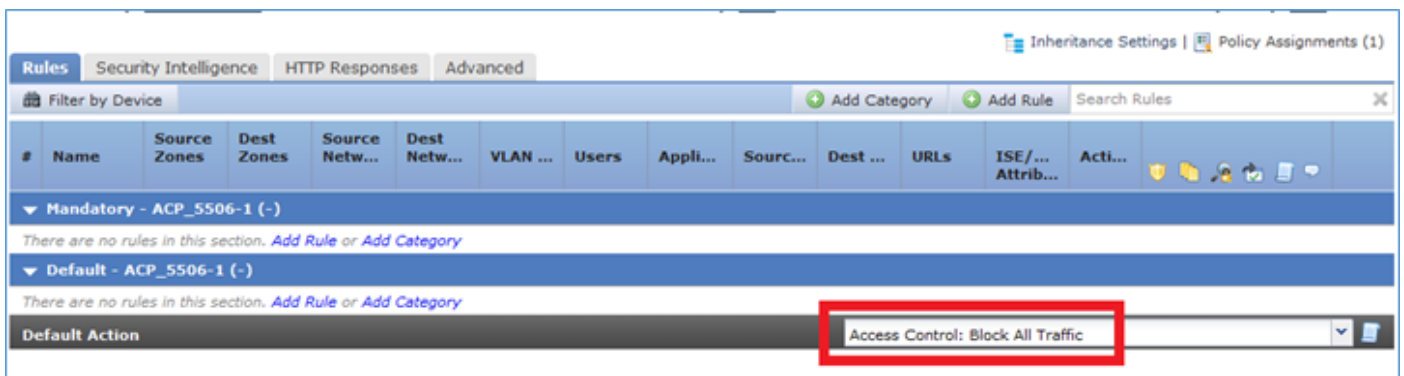 Inheritance Settings | Policy Assignments (1)
Rules Security Intelligence HTTP Responses Advanced
Filter by Device Add Category Add Rule Search Rules
# Name Source Zones Dest Zones Source Netw... Dest Netw... VLAN ... Users Appli... Sourc... Dest ... URLs ISE/... Attrib... Acti...
Mandatory - ACP_5506-1 (-)
There are no rules in this section. Add Rule or Add Category
Default - ACP_5506-1 (-)
There are no rules in this section. Add Rule or Add Category
Default Action Access Control: Block All Traffic